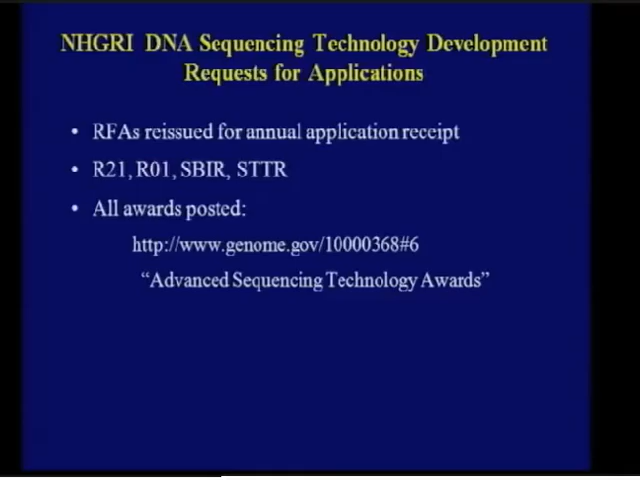 NHGRI DNA Sequencing Technology Development
Requests for Applications
• RFAs reissued for annual application receipt
• R21, R01, SBIR, STTR
• All awards posted:
http://www.genome.gov/10000368#6
“Advanced Sequencing Technology Awards”